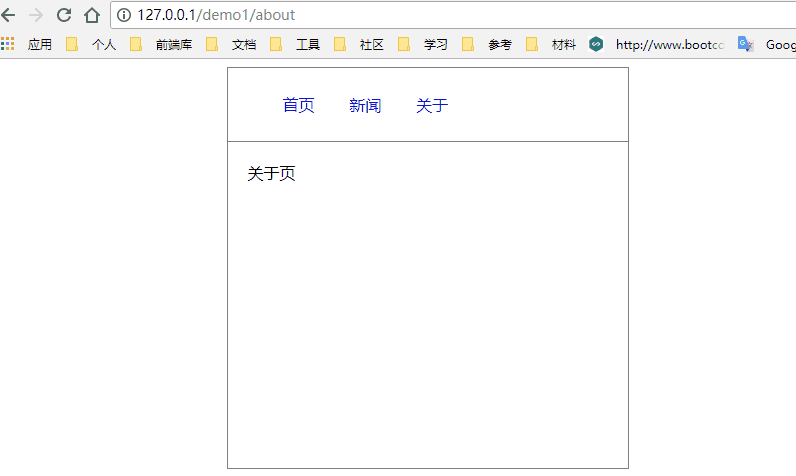 127.0.0.1/demo1/about
应用 个人 前端库 文档 工具 社区 学习 参考 材料 http://www.bootc Goog
首页 新闻 关于
关于页